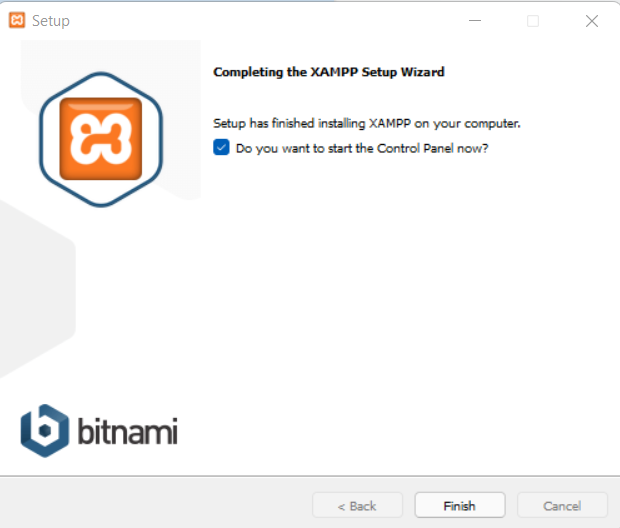 Setup
Completing the XAMPP Setup Wizard
Setup has finished installing XAMPP on your computer.
Do you want to start the Control Panel now?
bitnami
< Back
Finish
Cancel